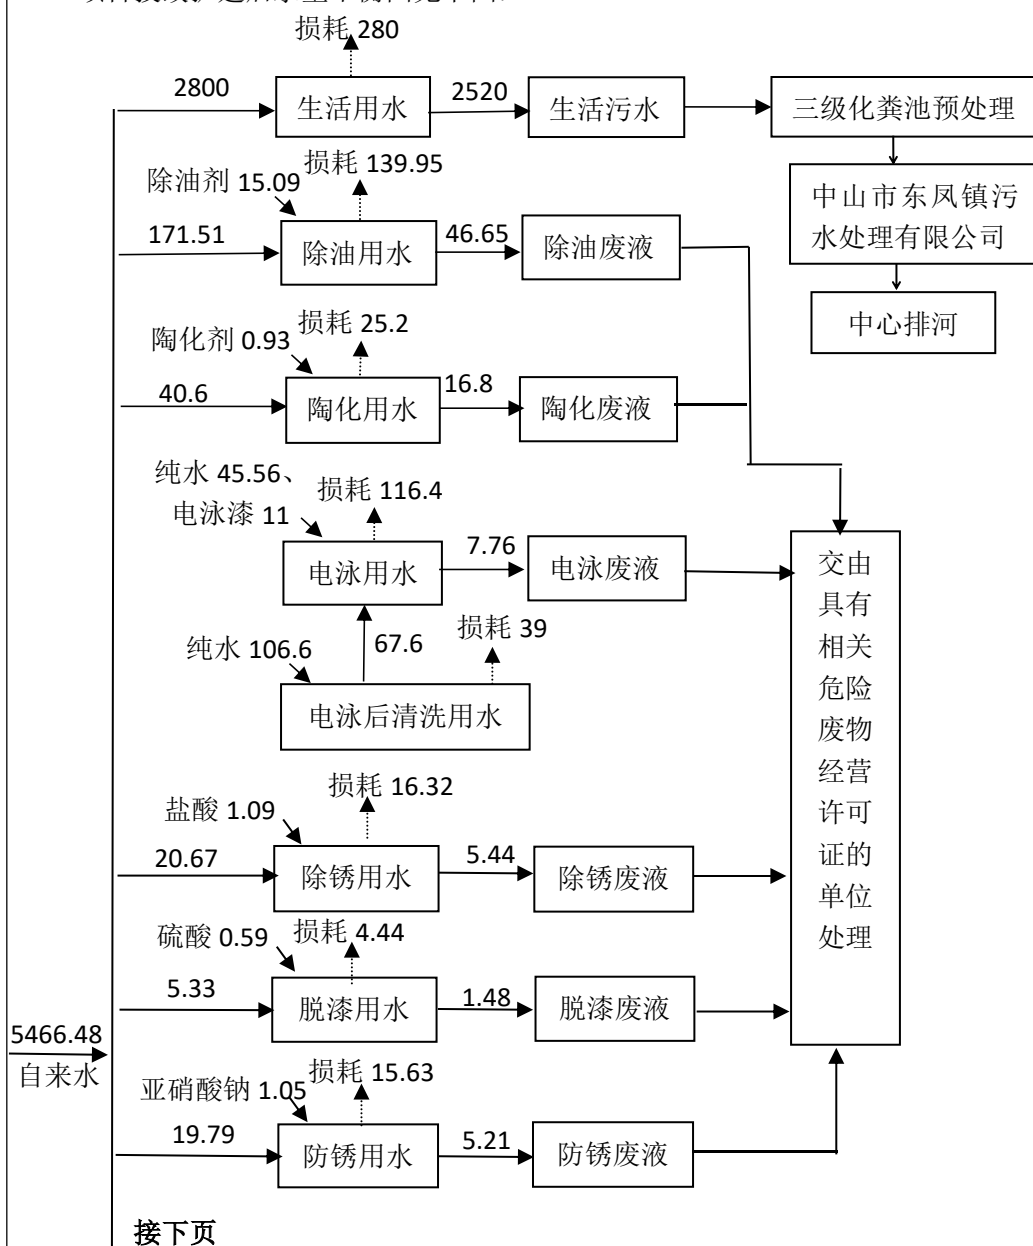 损耗 280
2800
生活用水
2520
生活污水
三级化粪池预处理
损耗 139.95
除油剂 15.09
171.51
除油用水
46.65
除油废液
中山市东凤镇污
水处理有限公司
中心排河
损耗 25.2
陶化剂 0.93
40.6
陶化用水
16.8
陶化废液
纯水 45.56、
电泳漆 11
损耗 116.4
电泳用水
7.76
电泳废液
67.6
损耗 39
纯水 106.6
电泳后清洗用水
交由
具有
相关
危险
废物
经营
许可
证的
单位
处理
损耗 16.32
盐酸 1.09
20.67
除锈用水
5.44
除锈废液
损耗 4.44
硫酸 0.59
5.33
脱漆用水
1.48
脱漆废液
5466.48
自来水
损耗 15.63
亚硝酸钠 1.05
19.79
防锈用水
5.21
防锈废液
接下页